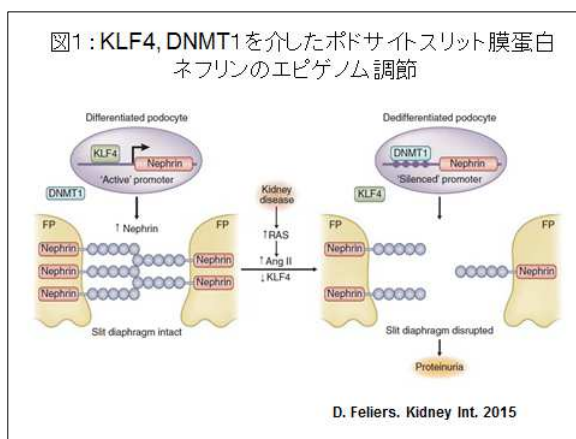 図1：KLF4, DNMT1を介したポドサイトスリット膜蛋白
ネフリンのエピゲノム調節
Differentiated podocyte
KLF4
Nephrin
'Active' promoter
DNMT1
↑ Nephrin
FP
FP
Nephrin
Nephrin
Nephrin
Nephrin
Nephrin
Slit diaphragm intact
Kidney
disease
↑RAS
↑ Ang II
↓KLF4
Dedifferentiated podocyte
DNMT1
Nephrin
'Silenced' promoter
KLF4
FP
FP
Nephrin
Nephrin
Nephrin
Slit diaphragm disrupted
Proteinuria
D. Feliers. Kidney Int. 2015